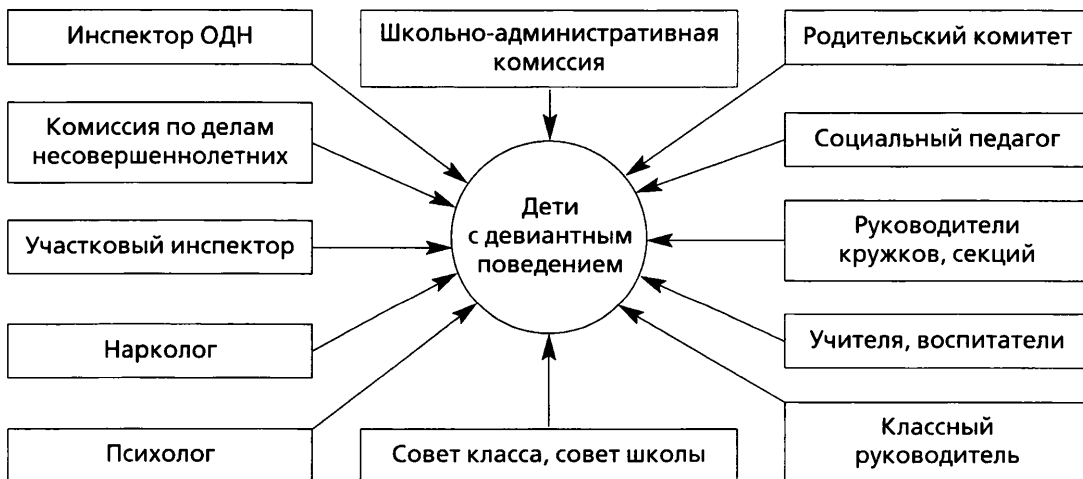 Инспектор ОДН
Школьно-административная
комиссия
Родительский комитет
Комиссия по делам
несовершеннолетних
Социальный педагог
Дети
с девиантным
поведением
Участковый инспектор
Руководители
кружков, секций
Нарколог
Учителя, воспитатели
Психолог
Совет класса, совет школы
Классный
руководитель